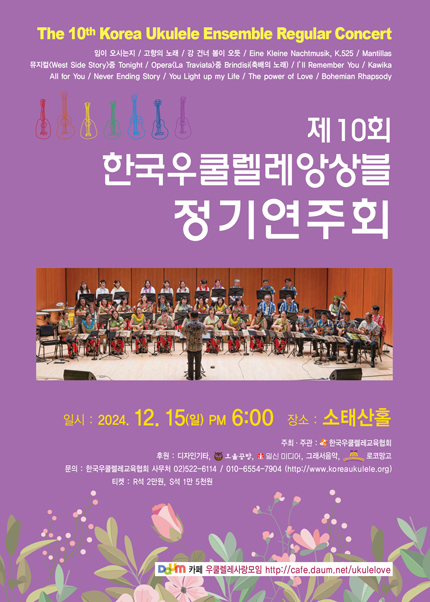 The 10th Korea Ukulele Ensemble Regular Concert
임이 오시는지 / 고향의 노래 / 강 건너 봄이 오듯 / Eine Kleine Nachtmusik, K.525 / Mantillas
뮤지컬<West Side Story>중 Tonight / Opera<La Traviata>중 Brindisi(축배의 노래) / I'll Remember You / Kawika
All for You / Never Ending Story / You Light up my Life / The power of Love / Bohemian Rhapsody
제10회
한국우쿨렐레앙상블
정기연주회
일시 : 2024. 12. 15(일) PM 6:00 장소 : 소태산홀
주최 · 주관 : 한국우쿨렐레교육협회
후원 : 디자인기타, 우쿨공방, 일신 미디어, 그래서음악, 로코망고
문의 : 한국우쿨렐레교육협회 사무처 02)522-6114 / 010-6554-7904 (http://www.koreaukulele.org)
티켓 : R석 2만원, S석 1만 5천원
Daum 카페 우쿨렐레사랑모임 http://cafe.daum.net/ukulelove